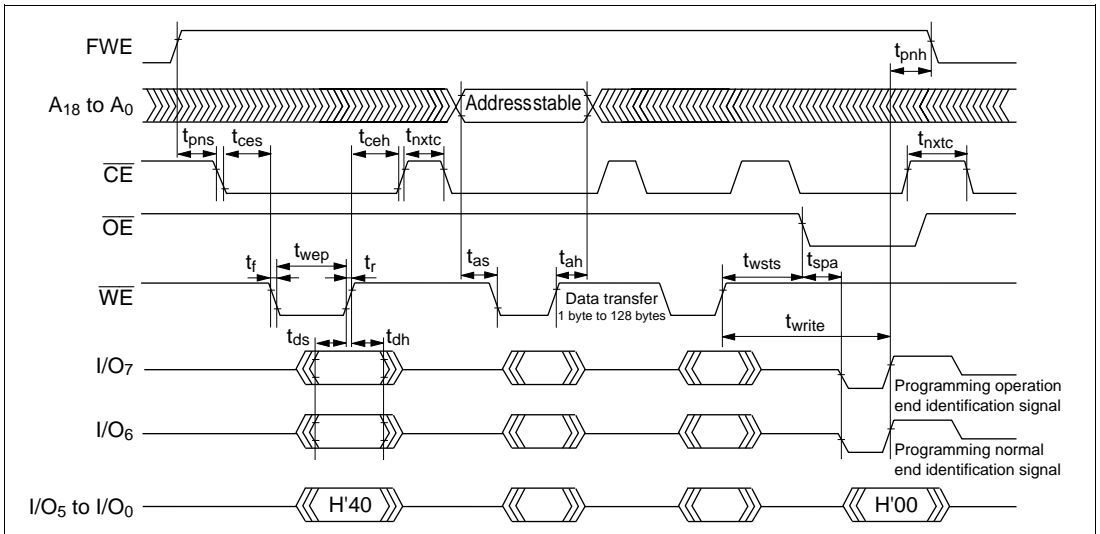 FWE
tpnh
A18 to A0
Address stable
tpns
tces
tceh
tnxtc
tnxtc
CE
OE
tf
twep
tr
tas
tah
twsts
tspa
WE
Data transfer
1 byte to 128 bytes
twrite
tds
tdh
I/O7
Programming operation
end identification signal
I/O6
Programming normal
end identification signal
I/O5 to I/O0
H'40
H'00